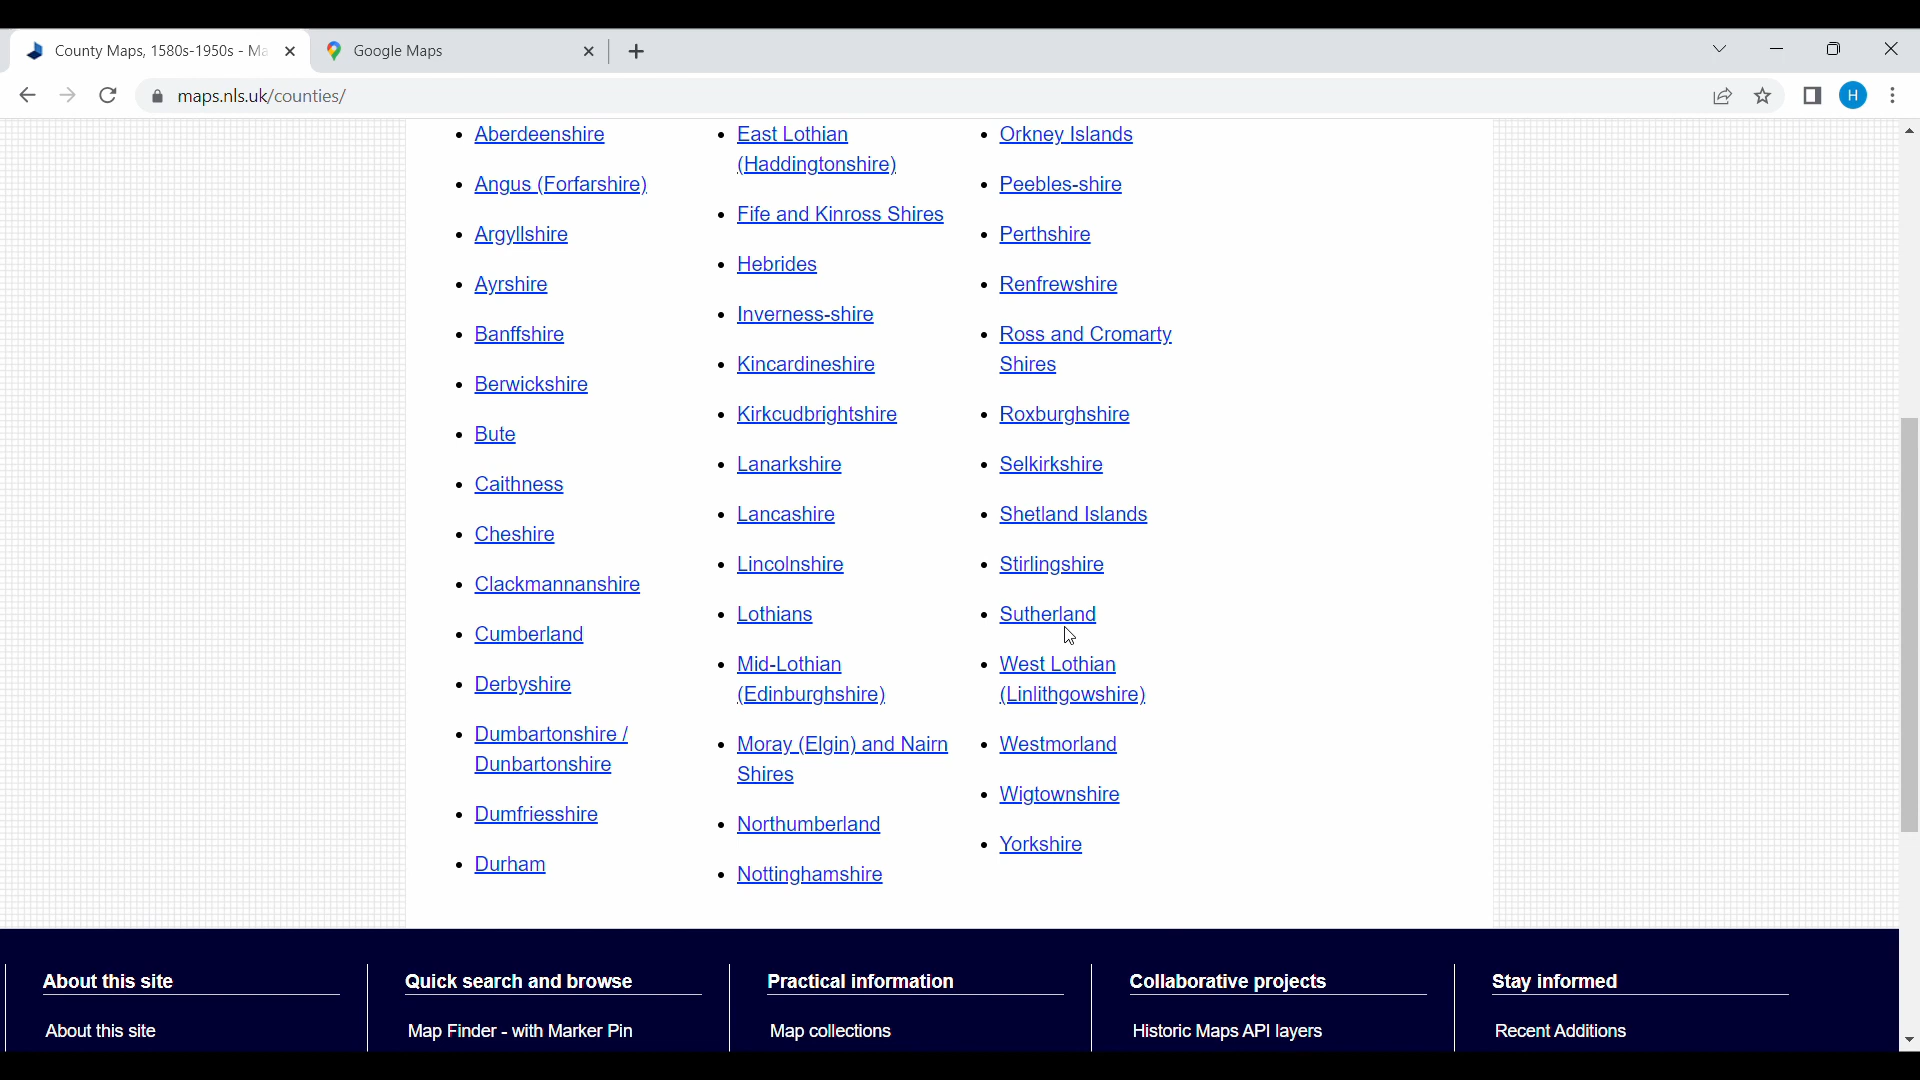 County Maps, 1580s-1950s - Ma
Google Maps
maps.nls.uk/counties/
H
Aberdeenshire
Angus (Forfarshire)
Argyllshire
Ayrshire
Banffshire
Berwickshire
Bute
Caithness
Cheshire
Clackmannanshire
Cumberland
Derbyshire
Dumbartonshire /
Dunbartonshire
Dumfriesshire
Durham
East Lothian
(Haddingtonshire)
Fife and Kinross Shires
Hebrides
Inverness-shire
Kincardineshire
Kirkcudbrightshire
Lanarkshire
Lancashire
Lincolnshire
Lothians
Mid-Lothian
(Edinburghshire)
Moray (Elgin) and Nairn
Shires
Northumberland
Nottinghamshire
Orkney Islands
Peebles-shire
Perthshire
Renfrewshire
Ross and Cromarty
Shires
Roxburghshire
Selkirkshire
Shetland Islands
Stirlingshire
Sutherland
West Lothian
(Linlithgowshire)
Westmorland
Wigtownshire
Yorkshire
About this site
About this site
Quick search and browse
Map Finder - with Marker Pin
Practical information
Map collections
Collaborative projects
Historic Maps API layers
Stay informed
Recent Additions